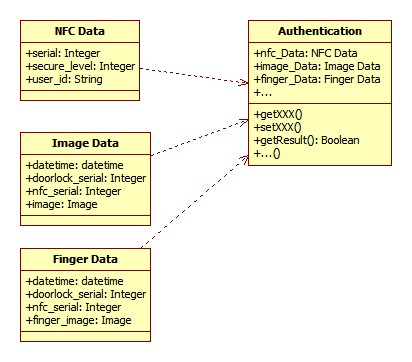 NFC Data
+serial: Integer
+secure_level: Integer
+user_id: String
Image Data
+datetime: datetime
+doorlock_serial: Integer
+nfc_serial: Integer
+image: Image
Finger Data
+datetime: datetime
+doorlock_serial: Integer
+nfc_serial: Integer
+finger_image: Image
Authentication
+nfc_Data: NFC Data
+image_Data: Image Data
+finger_Data: Finger Data
+...
+getXXX()
+setXXX()
+getResult(): Boolean
+...()